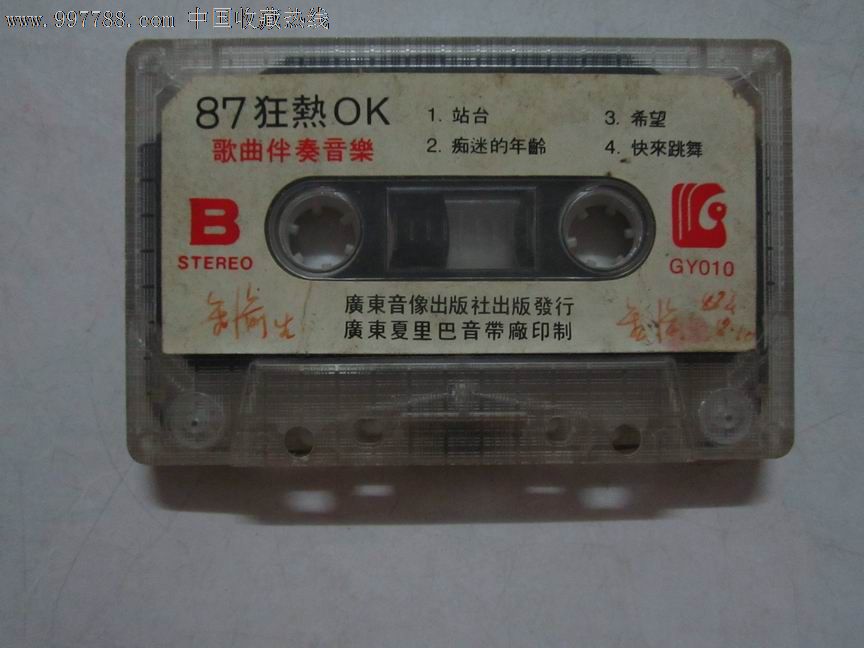 www.997788.com 中国收藏热线
87狂熱OK
歌曲伴奏音樂
1. 站台
2. 痴迷的年齡
3. 希望
4. 快來跳舞
B
STEREO
GY010
廣東音像出版社出版發行
廣東夏里巴音帶廠印制